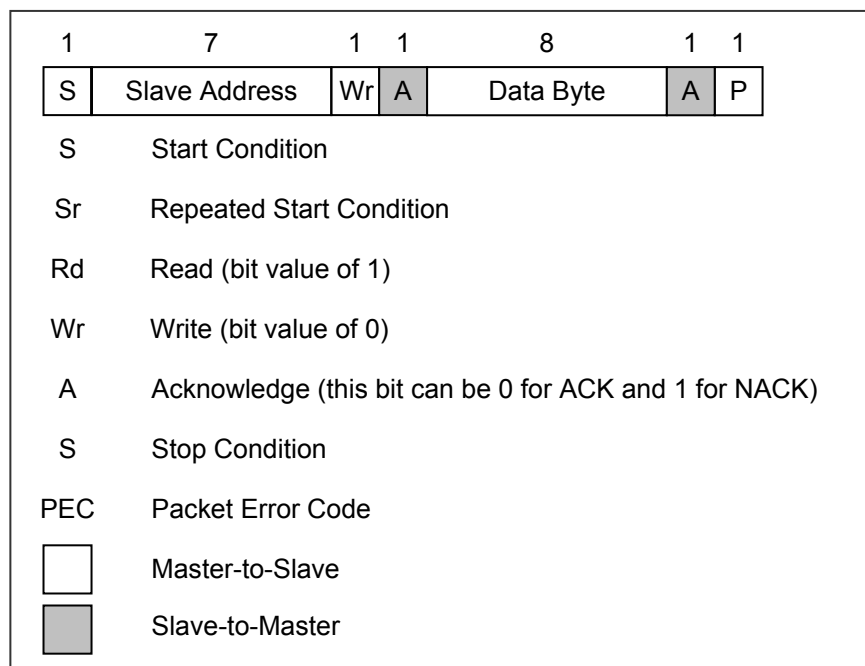 1 7 1 1 8 1 1
S Slave Address Wr A Data Byte A P
S Start Condition
Sr Repeated Start Condition
Rd Read (bit value of 1)
Wr Write (bit value of 0)
A Acknowledge (this bit can be 0 for ACK and 1 for NACK)
S Stop Condition
PEC Packet Error Code
Master-to-Slave
Slave-to-Master